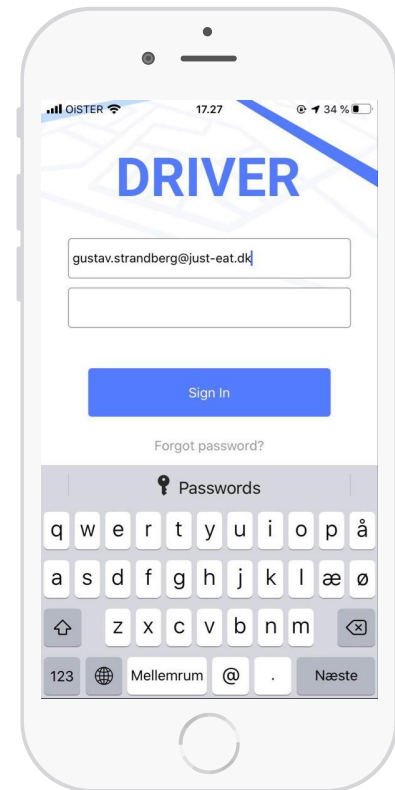 OiSTER 17.27 34 %
DRIVER
gustav.strandberg@just-eat.dk
Sign In
Forgot password?
Passwords
q w e r t y u i o p å
a s d f g h j k l æ ø
z x c v b n m
123 Mellemrum @ . Næste